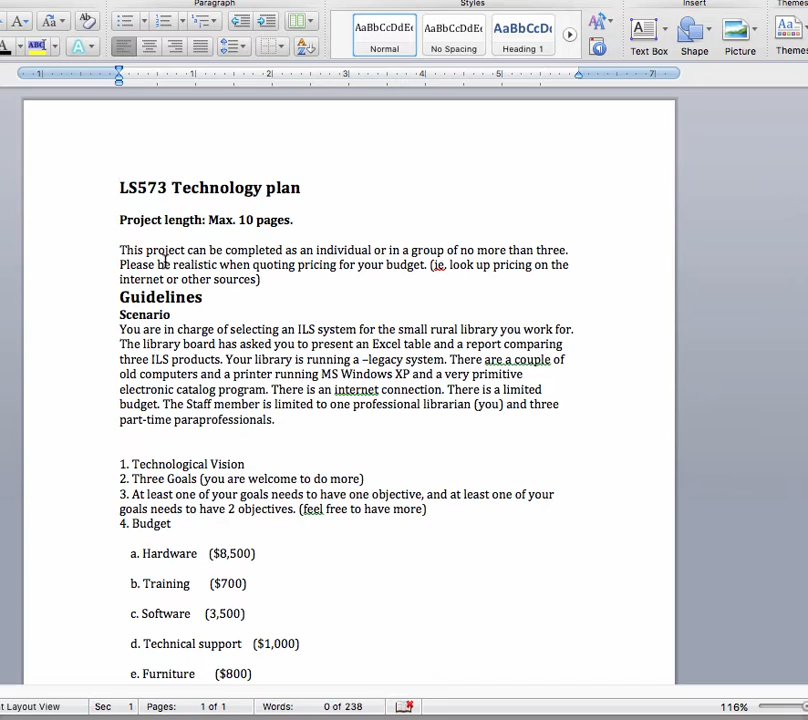 Paragraph
Styles
Insert
Themes
AaBbCcDdEe
AaBbCcDdEe
AaBbCcDc
Normal
No Spacing
Heading 1
Text Box
Shape
Picture
Themes
LS573 Technology plan
Project length: Max. 10 pages.
This project can be completed as an individual or in a group of no more than three.
Please be realistic when quoting pricing for your budget. (ie, look up pricing on the
internet or other sources)
Guidelines
Scenario
You are in charge of selecting an ILS system for the small rural library you work for.
The library board has asked you to present an Excel table and a report comparing
three ILS products. Your library is running a –legacy system. There are a couple of
old computers and a printer running MS Windows XP and a very primitive
electronic catalog program. There is an internet connection. There is a limited
budget. The Staff member is limited to one professional librarian (you) and three
part-time paraprofessionals.
1. Technological Vision
2. Three Goals (you are welcome to do more)
3. At least one of your goals needs to have one objective, and at least one of your
goals needs to have 2 objectives. (feel free to have more)
4. Budget
a. Hardware ($8,500)
b. Training ($700)
c. Software (3,500)
d. Technical support ($1,000)
e. Furniture ($800)
t Layout View Sec 1 Pages: 1 of 1 Words: 0 of 238 116%